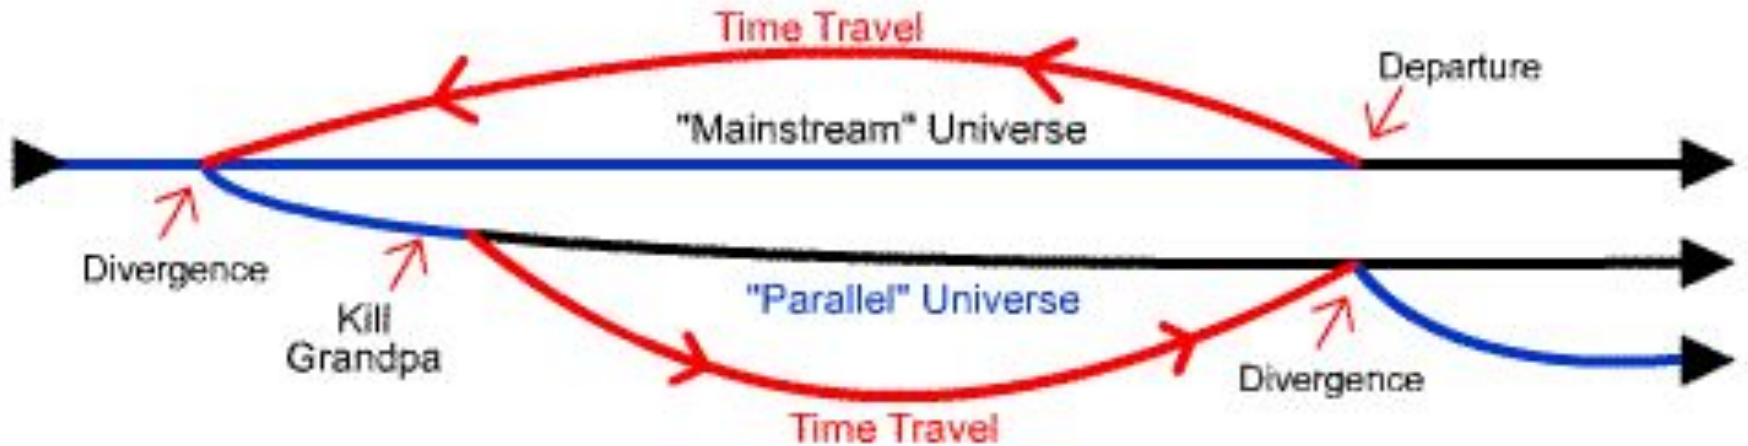 Time Travel
Departure
"Mainstream" Universe
Divergence
"Parallel" Universe
Kill
Grandpa
Divergence
Time Travel